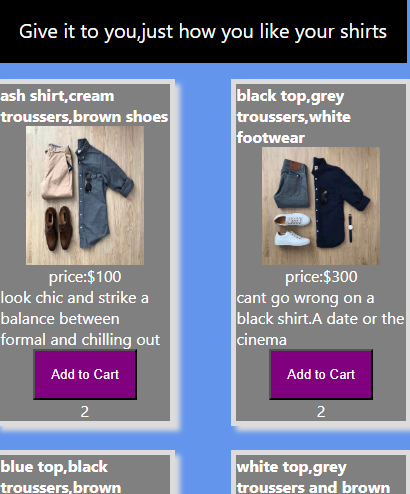 Give it to you,just how you like your shirts
ash shirt,cream
troussers,brown shoes
price:$100
look chic and strike a
balance between
formal and chilling out
Add to Cart
2
black top,grey
troussers,white
footwear
price:$300
cant go wrong on a
black shirt.A date or the
cinema
Add to Cart
2
blue top,black
troussers,brown
white top,grey
troussers and brown